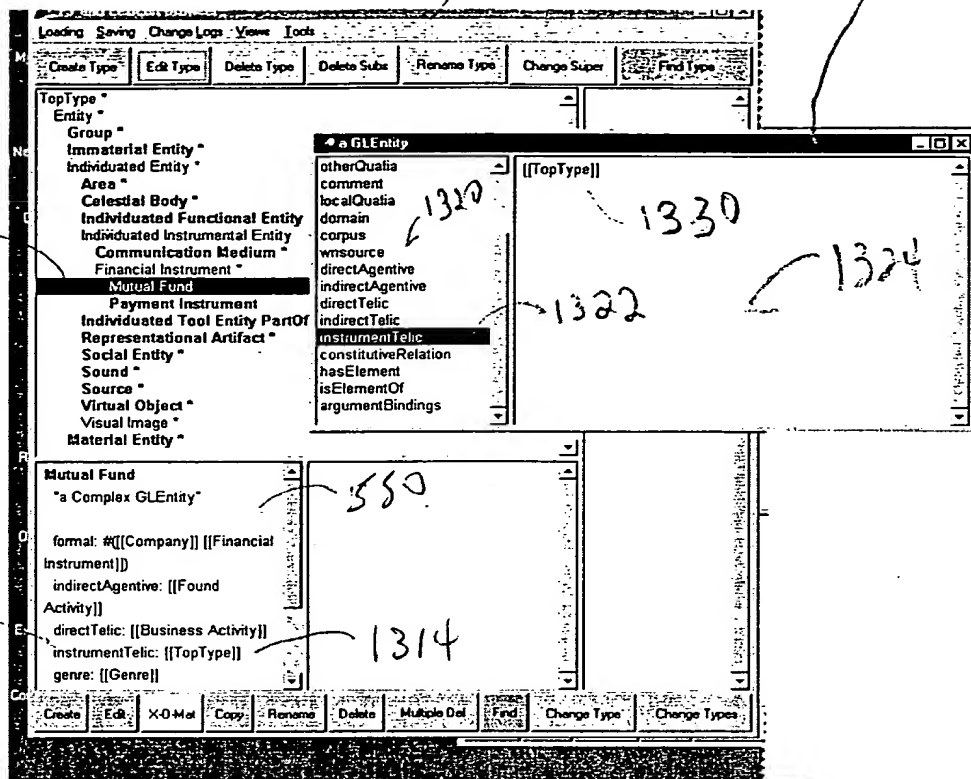 Loading Saving Change Logs Views Tools
Create Type Edit Type Delete Type Delete Subs Rename Type Change Super Find Type
TopType *
Entity *
Group *
Immaterial Entity *
Individuated Entity *
Area *
Celestial Body *
Individuated Functional Entity
Individuated Instrumental Entity
Communication Medium *
Financial Instrument *
Mutual Fund
Payment Instrument
Individuated Tool Entity PartOf
Representational Artifact *
Social Entity *
Sound *
Source *
Virtual Object *
Visual Image *
Material Entity *
a GLEntity
otherQualia
comment
localQualia
domain
corpus
wnsource
directAgentive
indirectAgentive
directTelic
indirectTelic
instrumentTelic
constitutiveRelation
hasElement
isElementOf
argumentBindings
[[TopType]]
1320
1330
1324
1322
Mutual Fund
"a Complex GLEntity"
formal: #([[Company]] [[Financial
Instrument]])
indirectAgentive: [[Found
Activity]]
directTelic: [[Business Activity]]
instrumentTelic: [[TopType]]
genre: [[Genre]]
550
1314
Create Edit X-O-Mat Copy Rename Delete Multiple Del Find Change Type Change Types